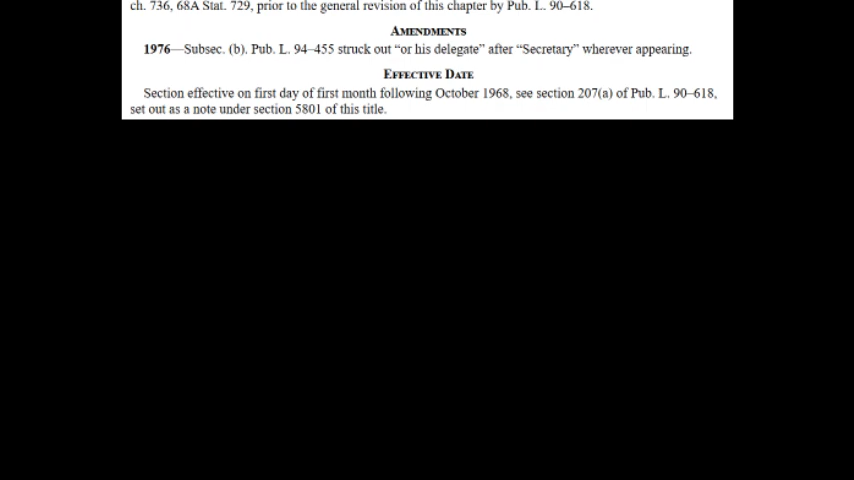 ch. 736, 68A Stat. 729, prior to the general revision of this chapter by Pub. L. 90–618.
AMENDMENTS
1976—Subsec. (b). Pub. L. 94–455 struck out “or his delegate” after “Secretary” wherever appearing.
EFFECTIVE DATE
Section effective on first day of first month following October 1968, see section 207(a) of Pub. L. 90–618,
set out as a note under section 5801 of this title.